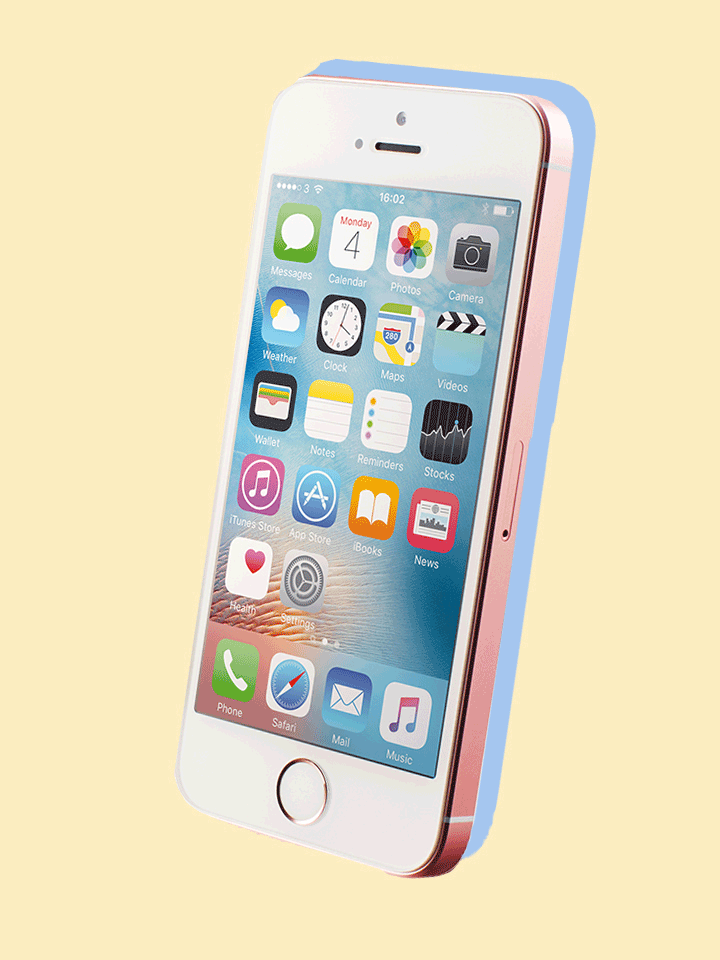 3
16:02
Monday
4
Messages Calendar Photos Camera
280
Weather Clock Maps Videos
Wallet Notes Reminders Stocks
iTunes Store App Store iBooks News
Health Settings
Phone Safari Mail Music